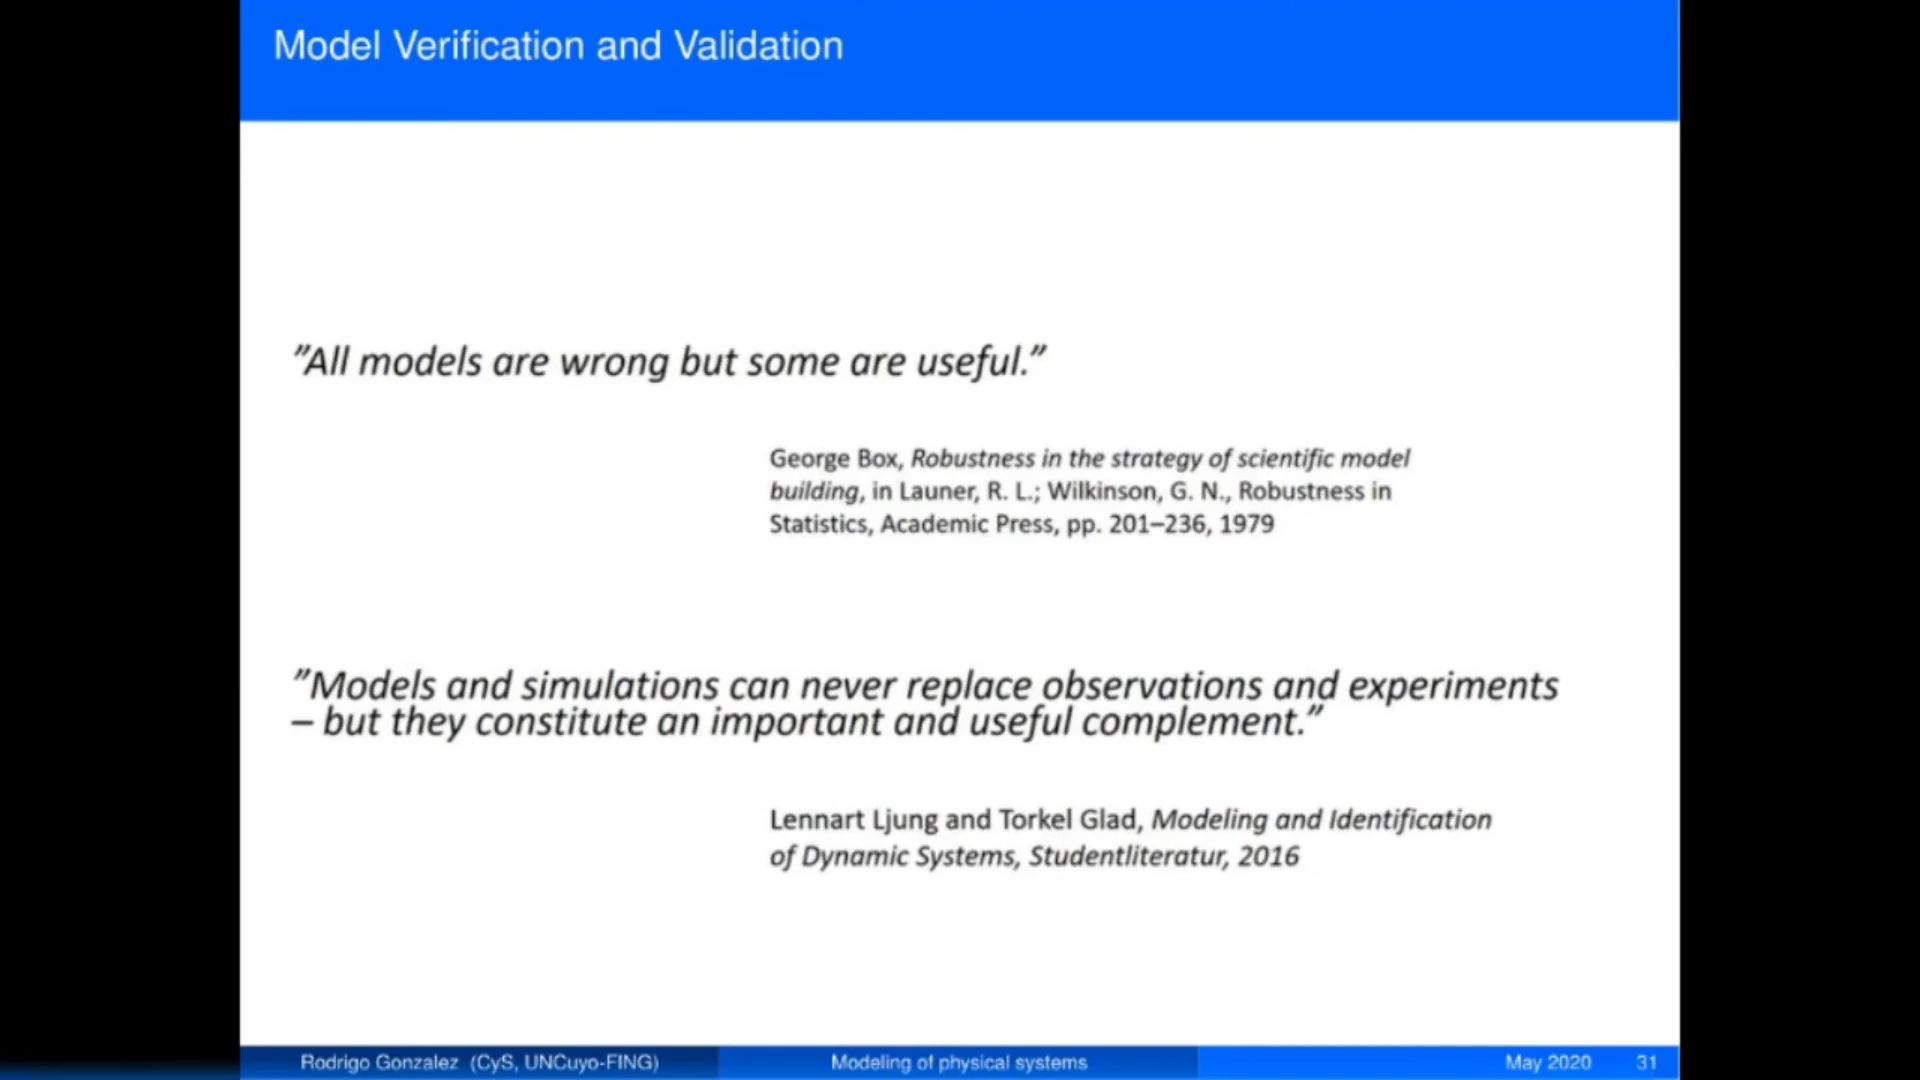 Model Verification and Validation
"All models are wrong but some are useful."
George Box, Robustness in the strategy of scientific model
building, in Launer, R. L.; Wilkinson, G. N., Robustness in
Statistics, Academic Press, pp. 201–236, 1979
"Models and simulations can never replace observations and experiments
– but they constitute an important and useful complement."
Lennart Ljung and Torkel Glad, Modeling and Identification
of Dynamic Systems, Studentliteratur, 2016
Rodrigo Gonzalez (CyS, UNCuyo-FING) Modeling of physical systems May 2020 31